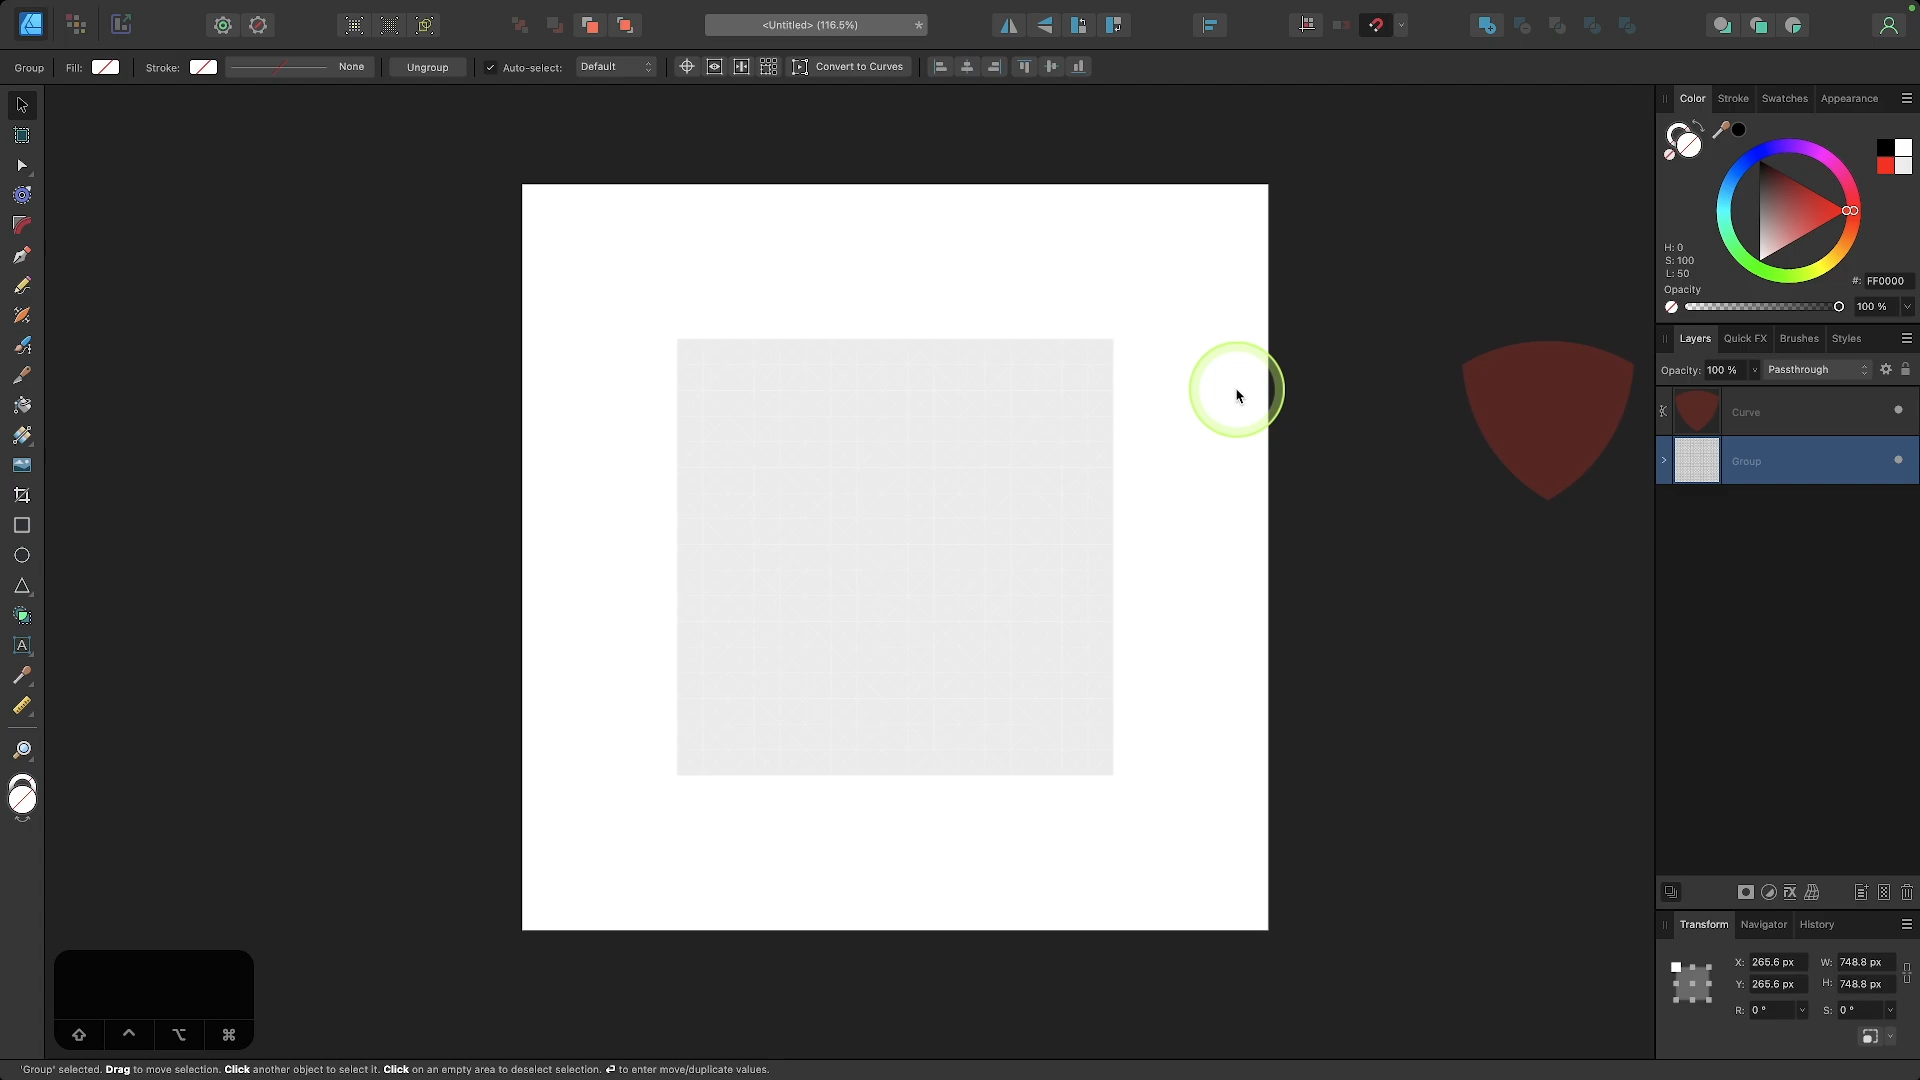 <Untitled> (116.5%)
*
Group
Fill:
Stroke:
None
Ungroup
Auto-select:
Default
Convert to Curves
Color
Stroke
Swatches
Appearance
H: 0
S: 100
L: 50
#: FF0000
Opacity
100 %
Layers
Quick FX
Brushes
Styles
Opacity: 100 %
Passthrough
Curve
Group
Transform
Navigator
History
X: 265.6 px
W: 748.8 px
Y: 265.6 px
H: 748.8 px
R: 0 °
S: 0 °
'Group' selected. Drag to move selection. Click another object to select it. Click on an empty area to deselect selection. ⏎ to enter move/duplicate values.